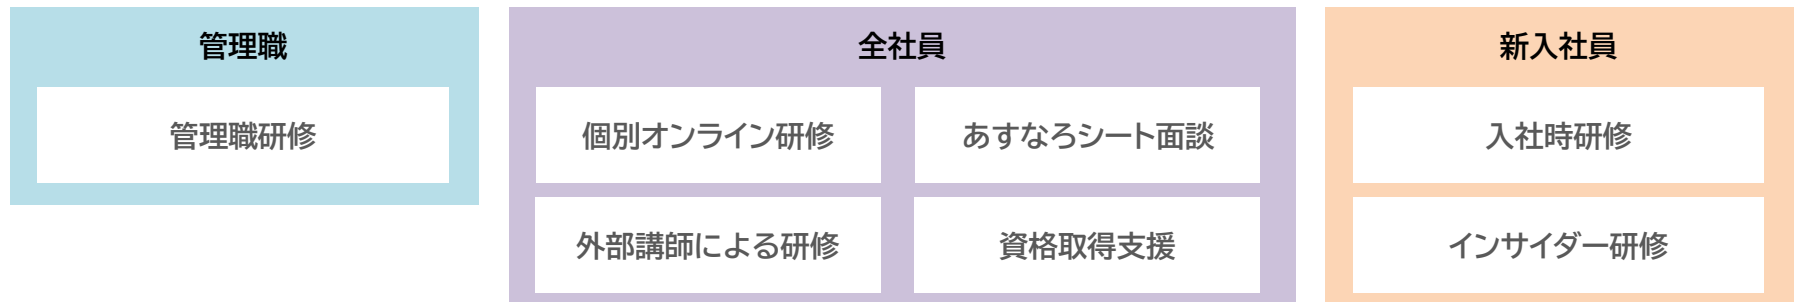 管理職
管理職研修
全社員
個別オンライン研修
あすなろシート面談
外部講師による研修
資格取得支援
新入社員
入社時研修
インサイダー研修